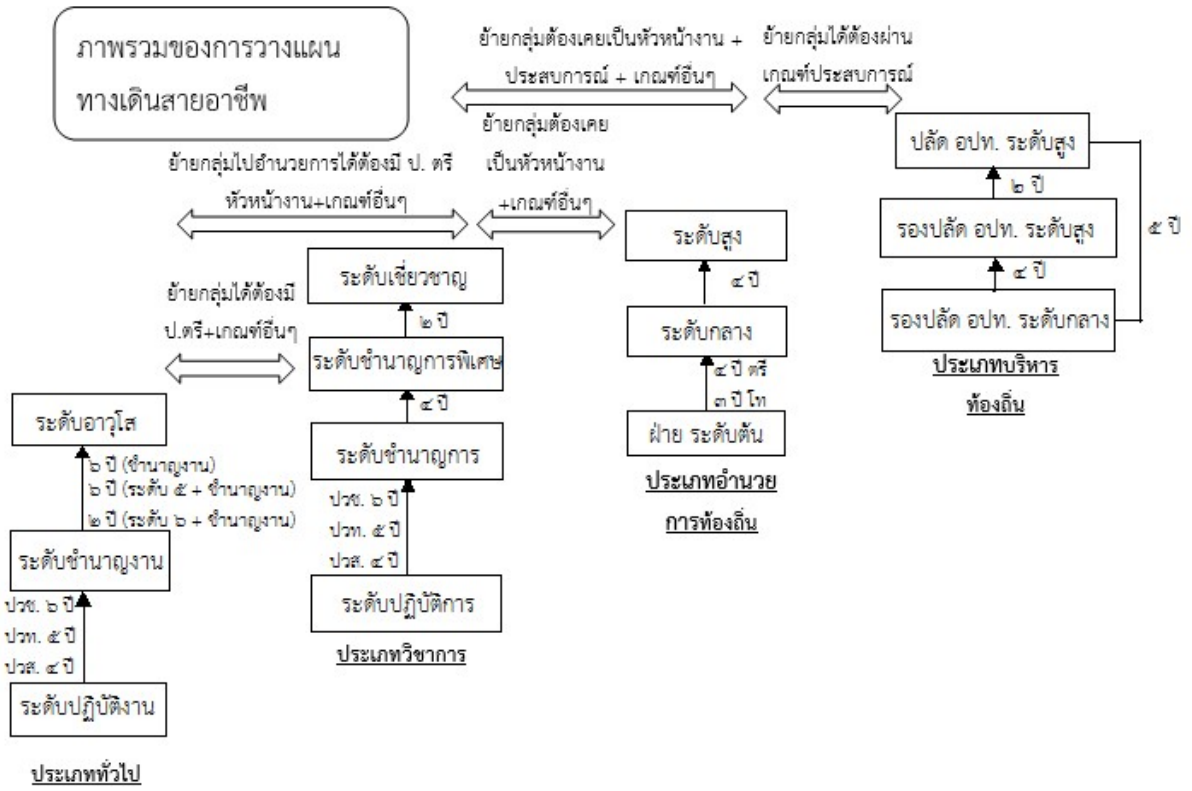 ภาพรวมของการวางแผน
ทางเดินสายอาชีพ
ย้ายกลุ่มต้องเคยเป็นหัวหน้างาน +
ประสบการณ์ + เกณฑ์อื่นๆ
ย้ายกลุ่มได้ต้องผ่าน
เกณฑ์ประสบการณ์
ย้ายกลุ่มไปอำนวยการได้ต้องมี ป. ตรี
หัวหน้างาน+เกณฑ์อื่นๆ
ย้ายกลุ่มต้องเคย
เป็นหัวหน้างาน
+เกณฑ์อื่นๆ
ย้ายกลุ่มได้ต้องมี
ป.ตรี+เกณฑ์อื่นๆ
ระดับอาวุโส
๖ ปี (ชำนาญงาน)
๖ ปี (ระดับ ๕ + ชำนาญงาน)
๒ ปี (ระดับ ๖ + ชำนาญงาน)
ระดับชำนาญงาน
ปวช. ๖ ปี
ปวท. ๕ ปี
ปวส. ๔ ปี
ระดับปฏิบัติงาน
ประเภททั่วไป
ระดับเชี่ยวชาญ
๒ ปี
ระดับชำนาญการพิเศษ
๔ ปี
ระดับชำนาญการ
ปวช. ๖ ปี
ปวท. ๕ ปี
ปวส. ๔ ปี
ระดับปฏิบัติการ
ประเภทวิชาการ
ระดับสูง
๔ ปี
ระดับกลาง
๔ ปี ตรี
๓ ปี โท
ฝ่าย ระดับต้น
ประเภทอำนวย
การท้องถิ่น
ปลัด อปท. ระดับสูง
๒ ปี
รองปลัด อปท. ระดับสูง
๕ ปี
๔ ปี
รองปลัด อปท. ระดับกลาง
ประเภทบริหาร
ท้องถิ่น